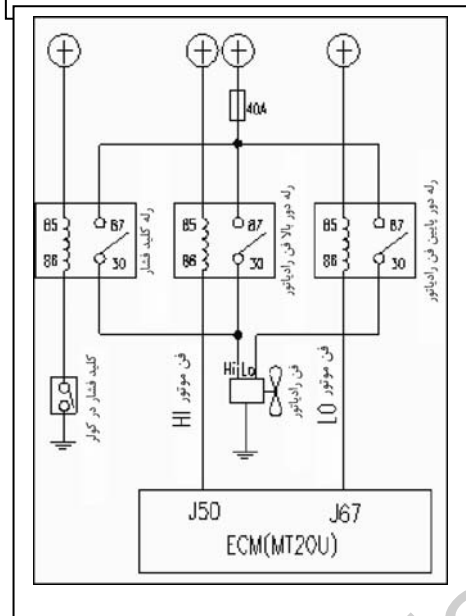 40A
85
87
86
30
رله کلید فشار
85
87
86
30
رله دور بالا فن رادیاتور
85
87
86
30
رله دور پایین فن رادیاتور
کلید فشار در کولر
HI
فن موتور
Hi Lo
فن رادیاتور
LO
فن موتور
J50
J67
ECM(MT20U)